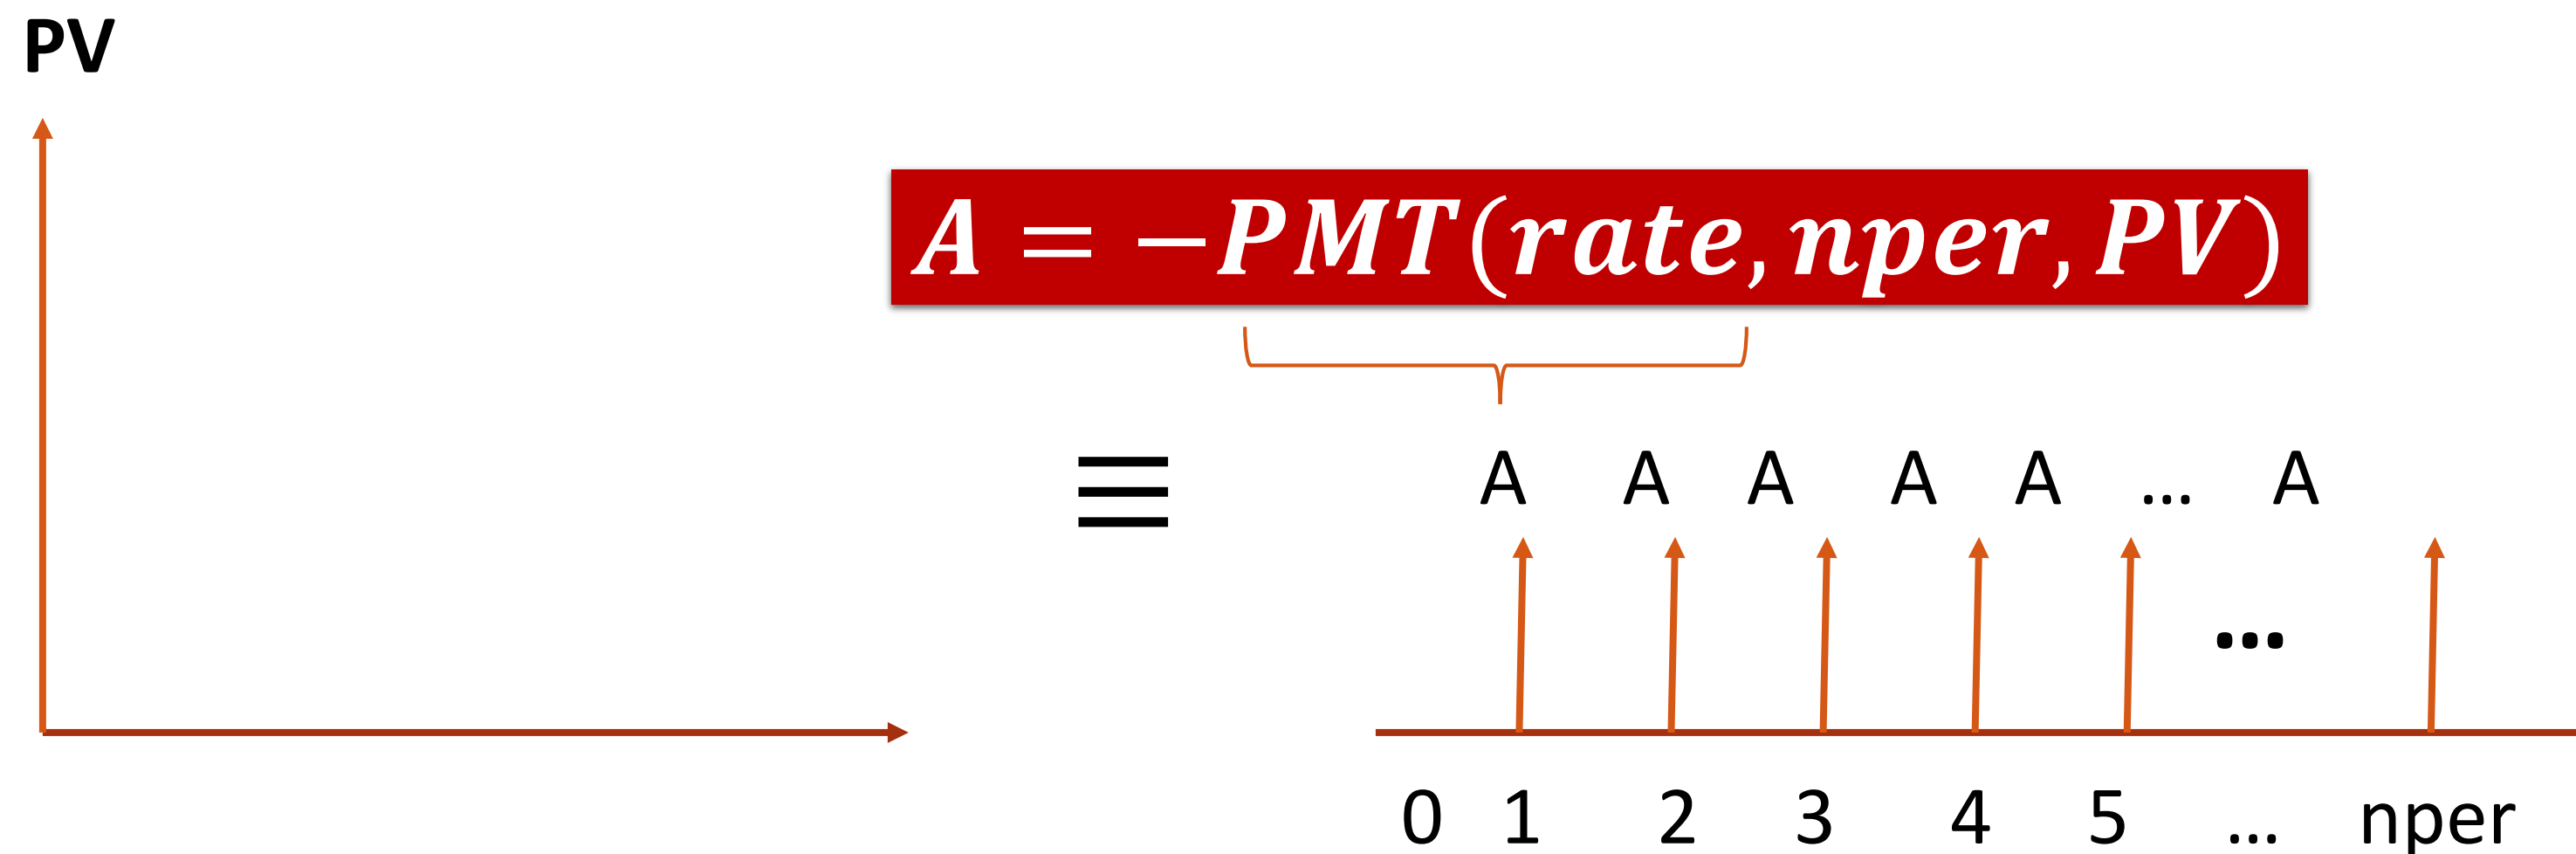 PV
A = −PMT(rate, nper, PV)
≡
A A A A A ... A
...
0 1 2 3 4 5 ... nper